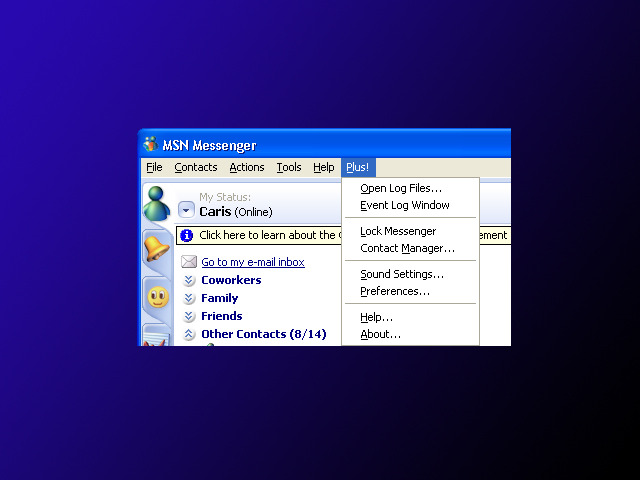 MSN Messenger
File Contacts Actions Tools Help Plus!
My Status:
Caris (Online)
Click here to learn about the
Go to my e-mail inbox
Coworkers
Family
Friends
Other Contacts (8/14)
Open Log Files...
Event Log Window
Lock Messenger
Contact Manager...
Sound Settings...
Preferences...
Help...
About...